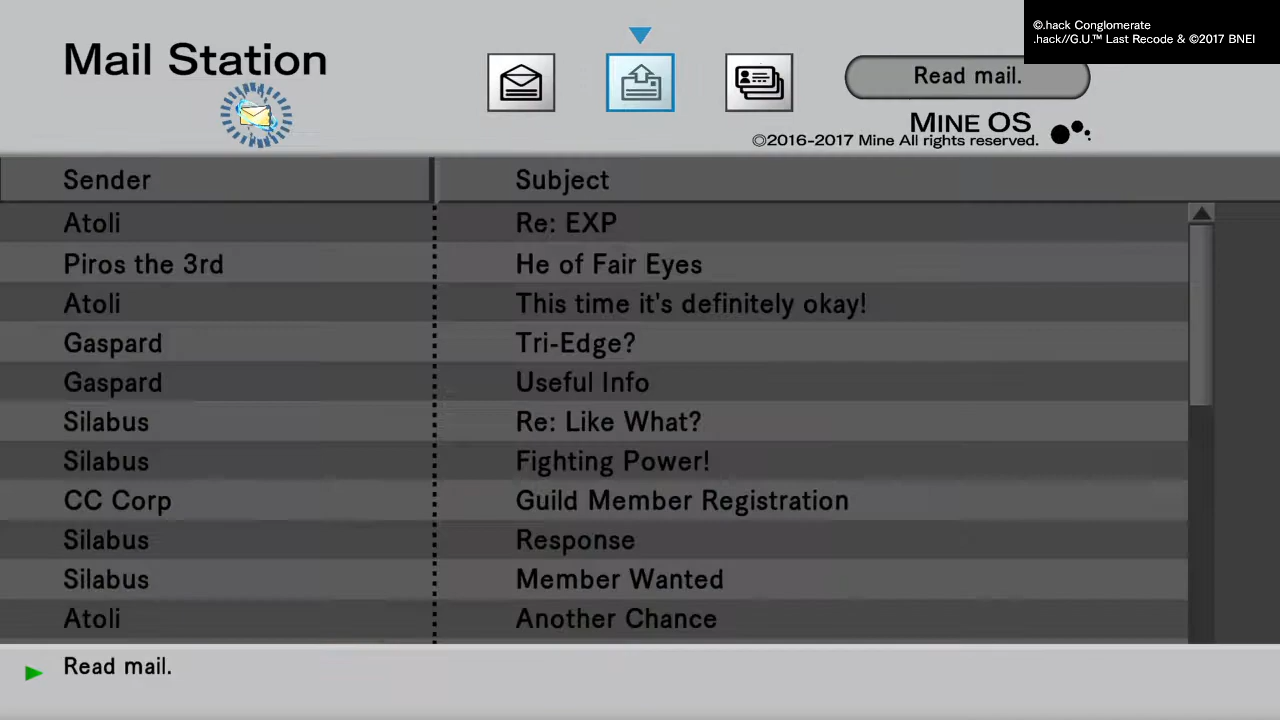 ©.hack Conglomerate
.hack//G.U.™ Last Recode & ©2017 BNEI
Mail Station
Read mail.
MINE OS
©2016-2017 Mine All rights reserved.
Sender Subject
Atoli Re: EXP
Piros the 3rd He of Fair Eyes
Atoli This time it's definitely okay!
Gaspard Tri-Edge?
Gaspard Useful Info
Silabus Re: Like What?
Silabus Fighting Power!
CC Corp Guild Member Registration
Silabus Response
Silabus Member Wanted
Atoli Another Chance
Read mail.